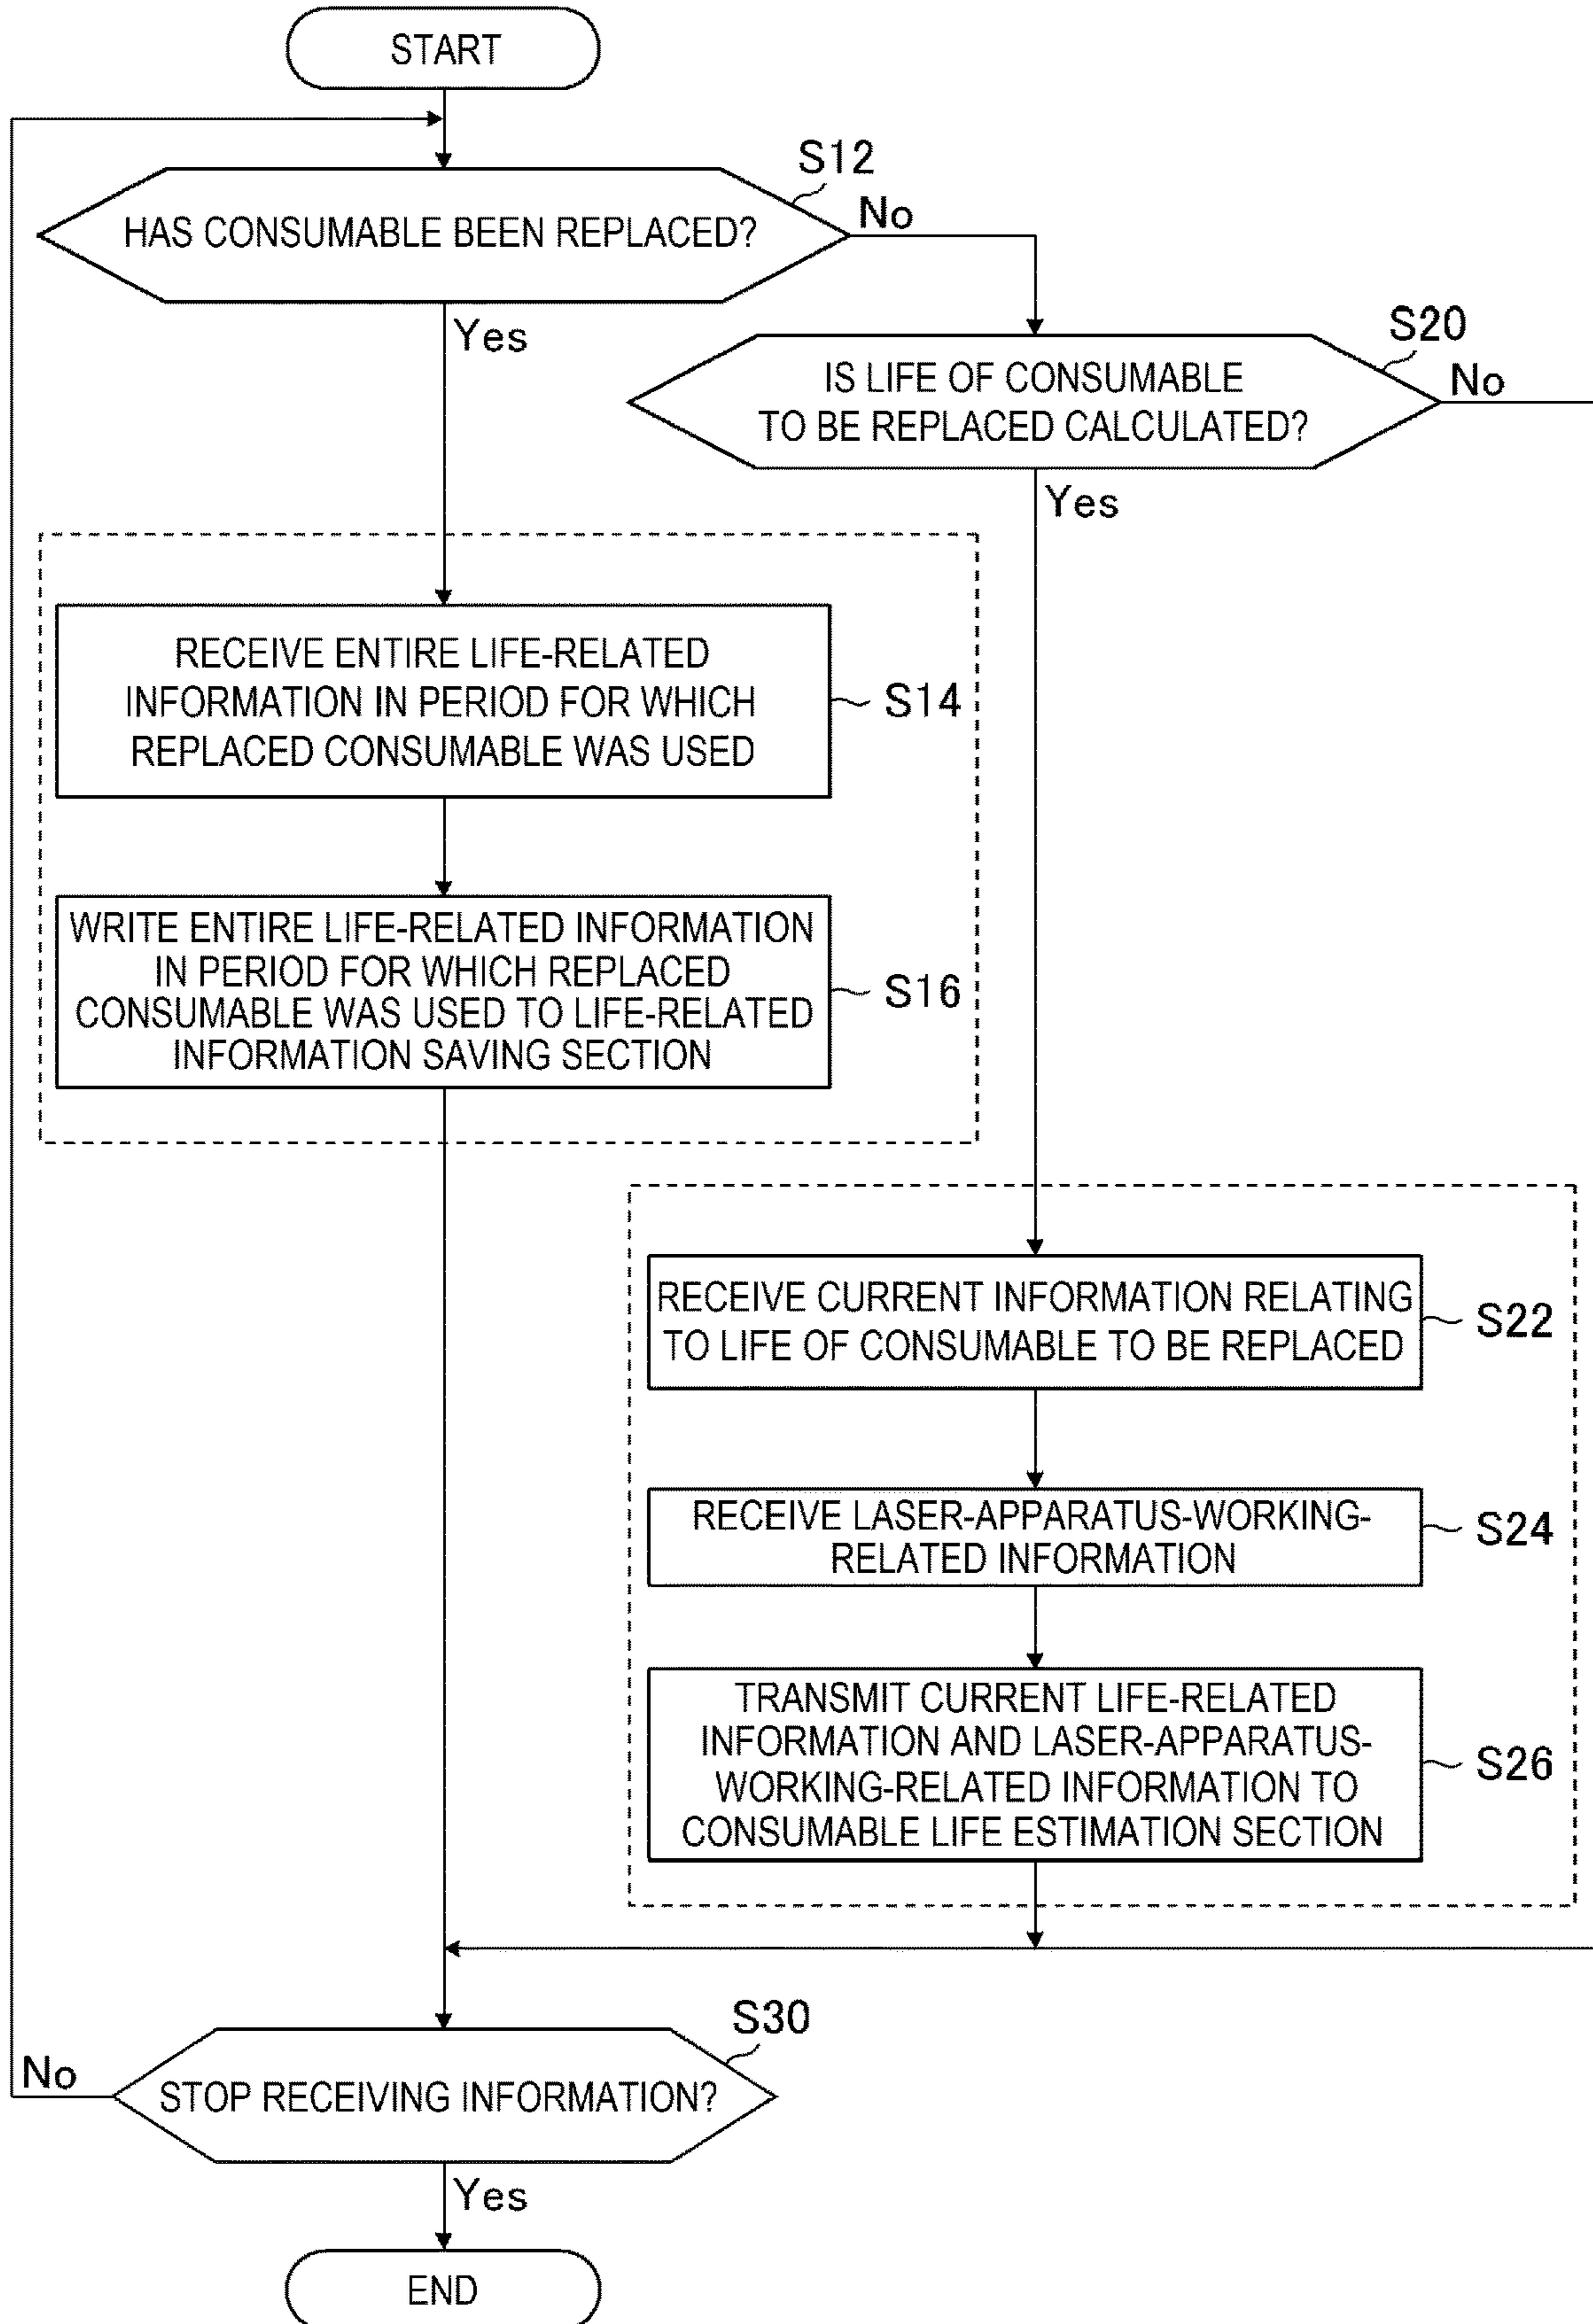 START
S12
HAS CONSUMABLE BEEN REPLACED?
No
Yes
S20
IS LIFE OF CONSUMABLE
TO BE REPLACED CALCULATED?
No
Yes
RECEIVE ENTIRE LIFE-RELATED
INFORMATION IN PERIOD FOR WHICH
REPLACED CONSUMABLE WAS USED
S14
WRITE ENTIRE LIFE-RELATED INFORMATION
IN PERIOD FOR WHICH REPLACED
CONSUMABLE WAS USED TO LIFE-RELATED
INFORMATION SAVING SECTION
S16
RECEIVE CURRENT INFORMATION RELATING
TO LIFE OF CONSUMABLE TO BE REPLACED
S22
RECEIVE LASER-APPARATUS-WORKING-
RELATED INFORMATION
S24
TRANSMIT CURRENT LIFE-RELATED
INFORMATION AND LASER-APPARATUS-
WORKING-RELATED INFORMATION TO
CONSUMABLE LIFE ESTIMATION SECTION
S26
S30
No
STOP RECEIVING INFORMATION?
Yes
END